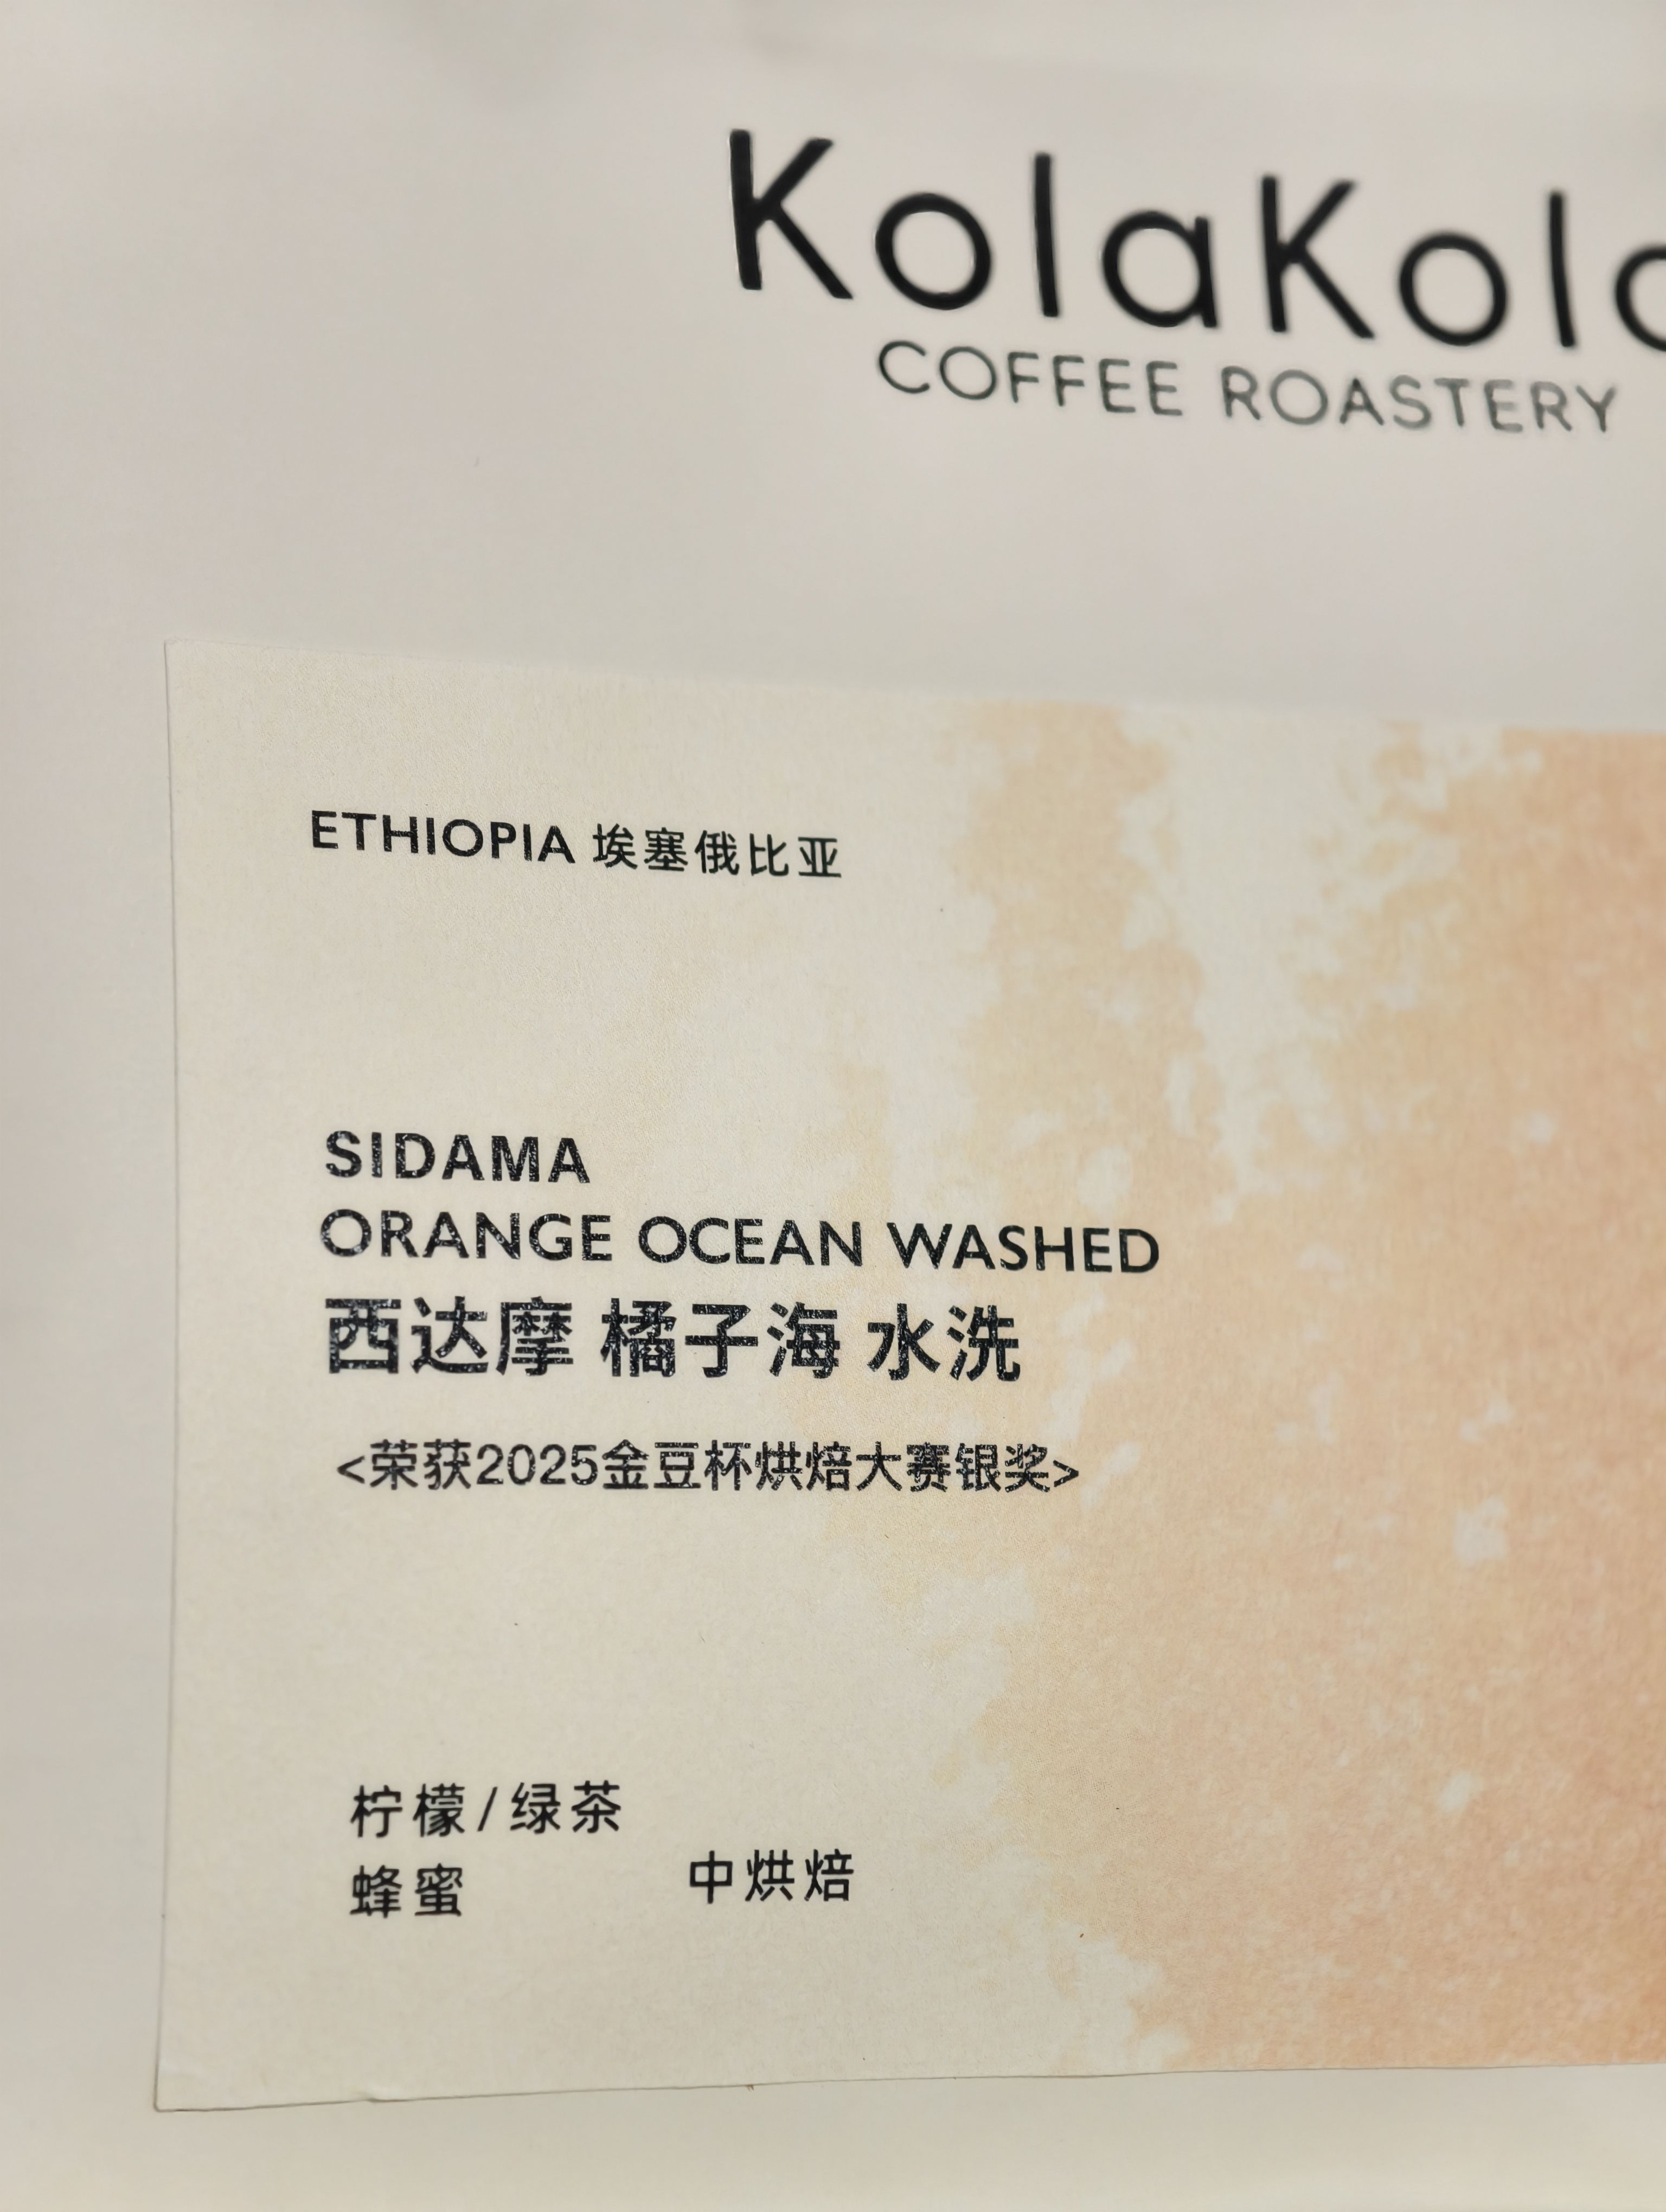 KolaKola
COFFEE ROASTERY
ETHIOPIA 埃塞俄比亚
SIDAMA
ORANGE OCEAN WASHED
西达摩 橘子海 水洗
<荣获2025金豆杯烘焙大赛银奖>
柠檬/绿茶
蜂蜜
中烘焙